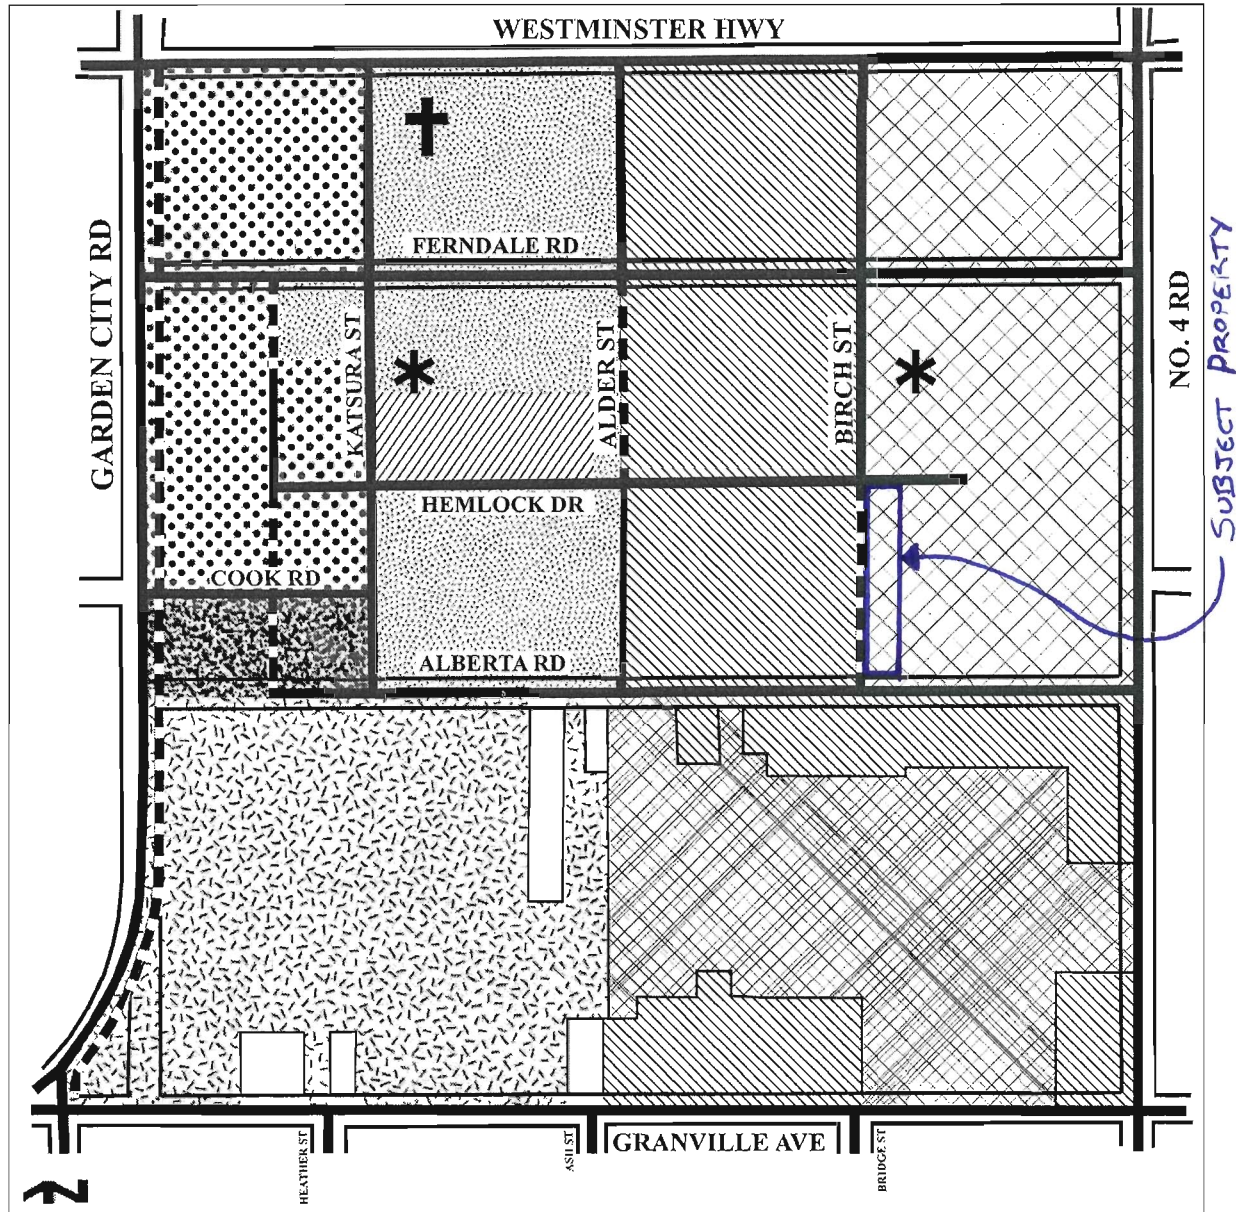 WESTMINSTER HWY
GARDEN CITY RD
FERNDALE RD
KATSURA ST
ALDER ST
BIRCH ST
NO. 4 RD
SUBJECT PROPERTY
HEMLOCK DR
COOK RD
ALBERTA RD
HEATHER ST
ASH ST
GRANVILLE AVE
BRIDGE ST
N